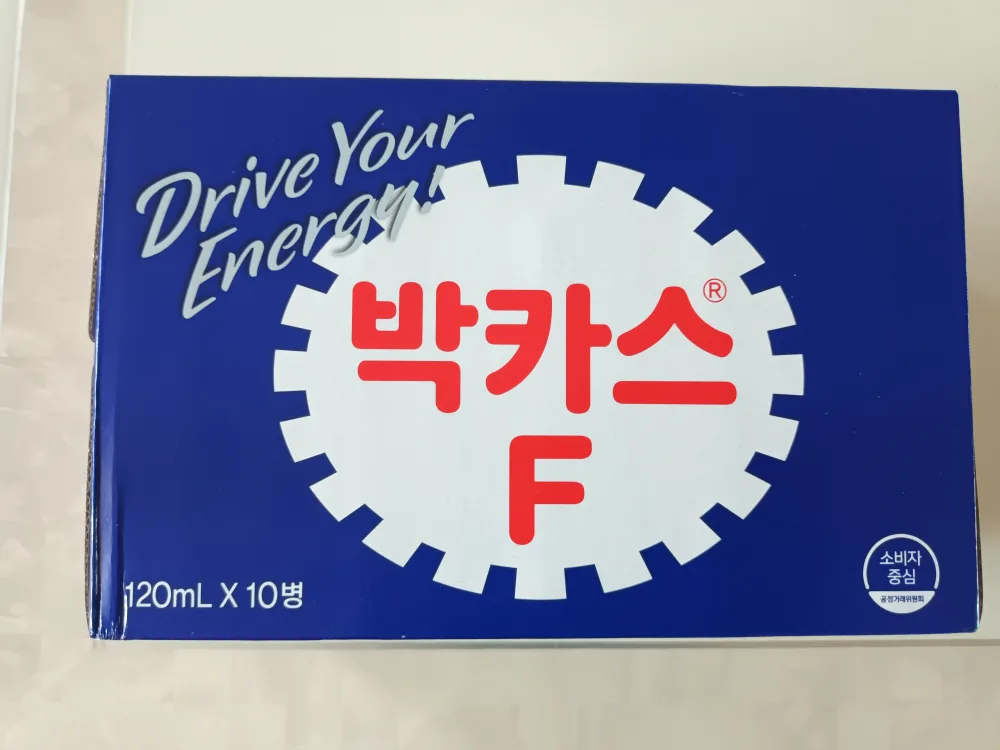 Drive Your
Energy!
박카스®
F
120mL X 10병
소비자
중심
공정거래위원회